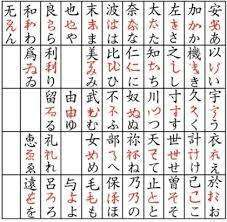 安あ 以い 宇う 衣え 於お
加か 機き 久く 計け 己こ
左さ 之し 寸す 世せ 曽そ
太た 知ち 川つ 天て 止と
奈な 仁に 奴ぬ 祢ね 乃の
波は 比ひ 不ふ 部へ 保ほ
末ま 美み 武む 女め 毛も
也や 由ゆ 与よ
良ら 利り 留る 礼れ 呂ろ
和わ 爲ゐ 恵ゑ 遠を
无ん